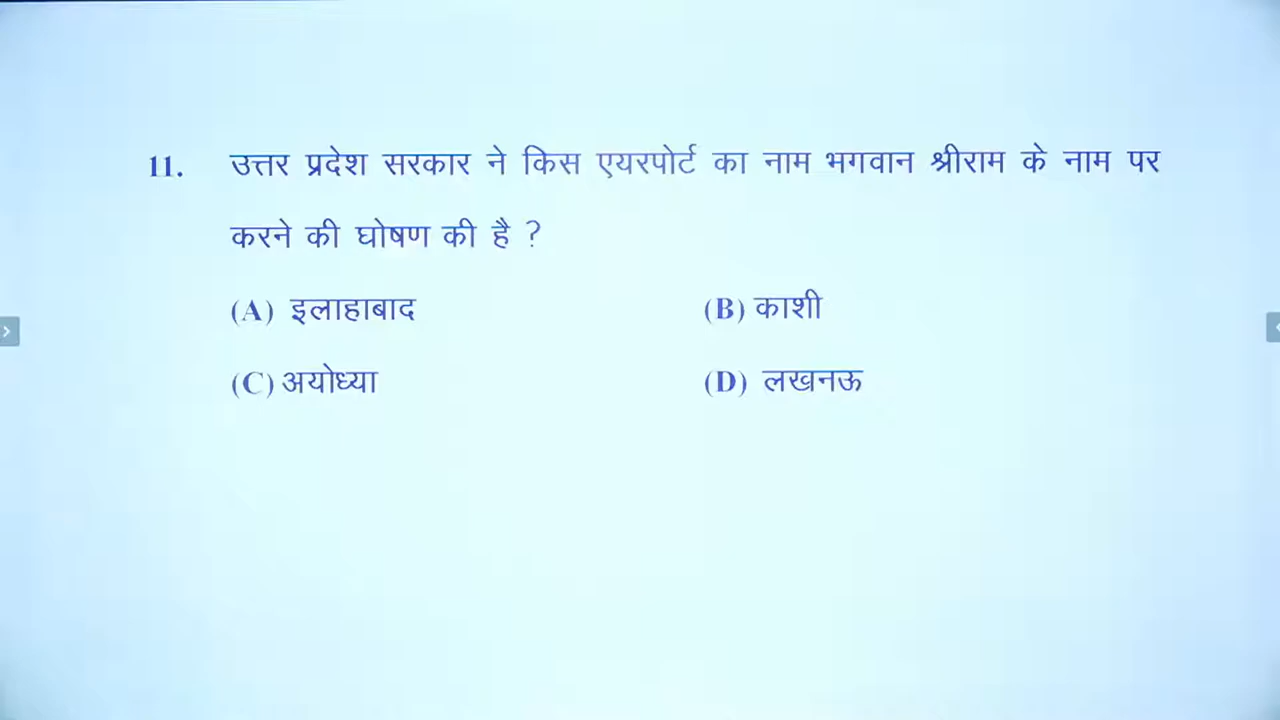 11. उत्तर प्रदेश सरकार ने किस एयरपोर्ट का नाम भगवान श्रीराम के नाम पर
करने की घोषण की है ?
(A) इलाहाबाद (B) काशी
(C) अयोध्या (D) लखनऊ